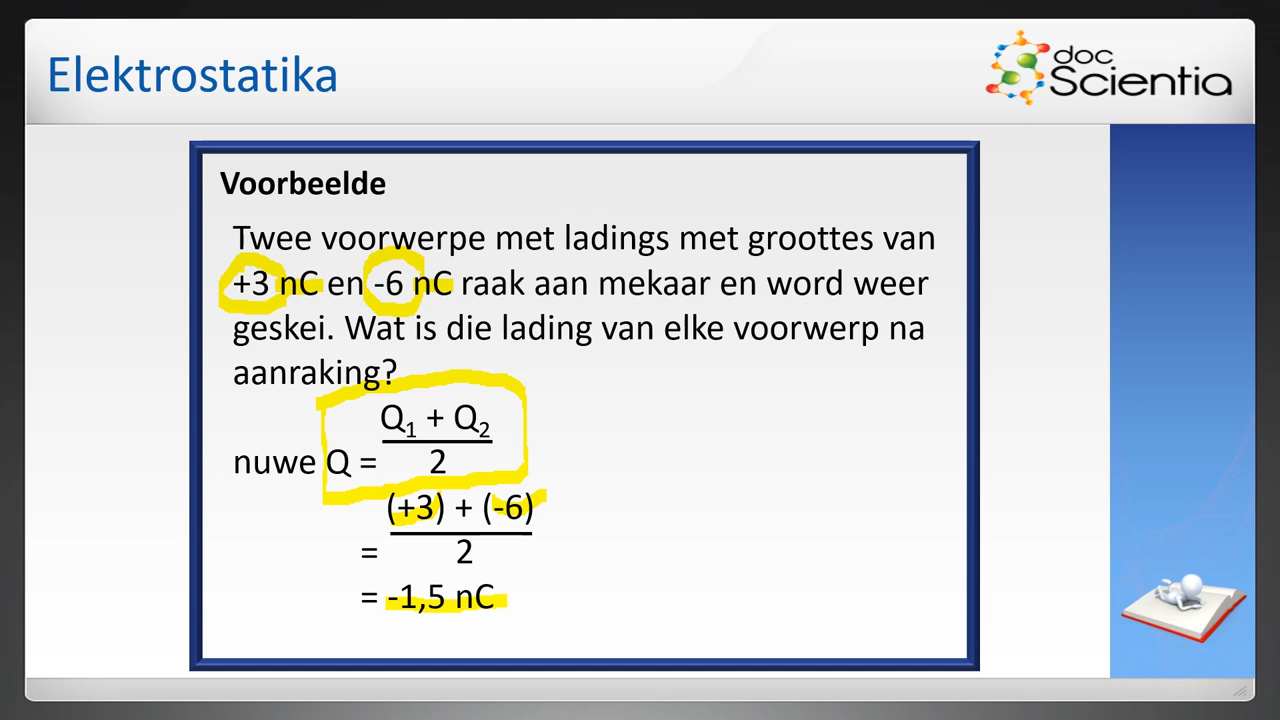 Elektrostatika
doc
Scientia
Voorbeelde
Twee voorwerpe met ladings met groottes van
+3 nC en -6 nC raak aan mekaar en word weer
geskei. Wat is die lading van elke voorwerp na
aanraking?
Q₁ + Q₂
nuwe Q = 2
(+3) + (-6)
= 2
= -1,5 nC